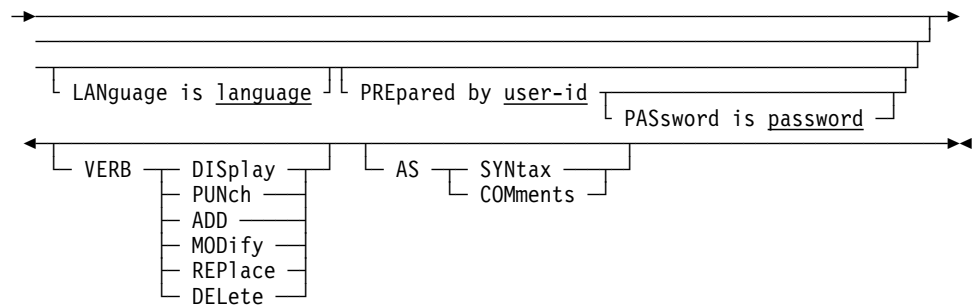 LANguage is language PREpared by user-id
PASsword is password
VERB DISplay AS SYNtax
PUNch COMments
ADD
MODify
REPlace
DELete